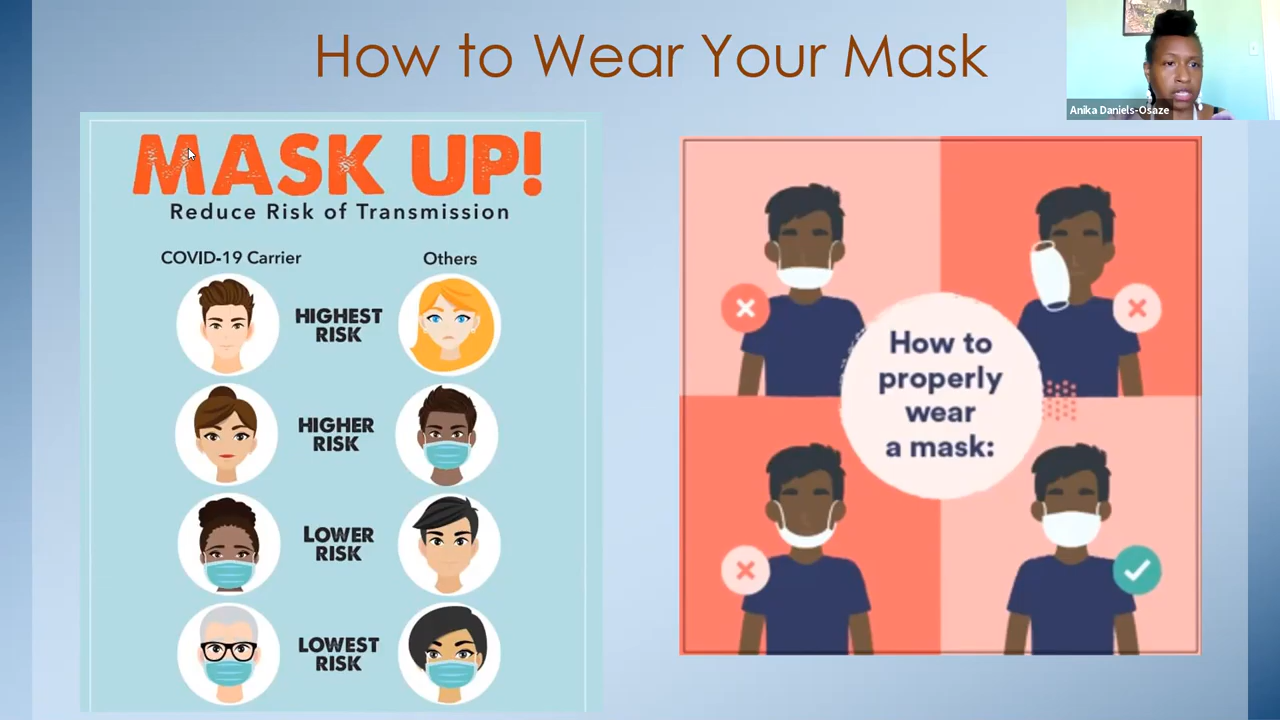 How to Wear Your Mask
Anika Daniels-Osaze
MASK UP!
Reduce Risk of Transmission
COVID-19 Carrier
Others
HIGHEST
RISK
HIGHER
RISK
LOWER
RISK
LOWEST
RISK
How to
properly
wear
a mask: